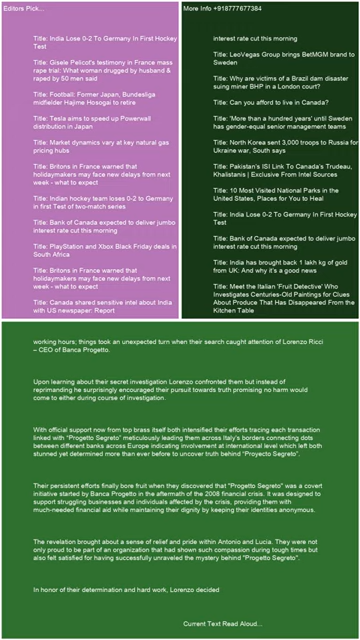 Editors Pick...
Title: India Lose 0-2 To Germany In First Hockey
Test
Title: Gisele Pelicot's testimony in France mass
rape trial: What woman drugged by husband &
raped by 50 men said
Title: Football: Former Japan, Bundesliga
midfielder Hajime Hosogai to retire
Title: Tesla aims to speed up Powerwall
distribution in Japan
Title: Market dynamics vary at key natural gas
pricing hubs
Title: Britons in France warned that
holidaymakers may face new delays from next
week - what to expect
Title: Indian hockey team loses 0-2 to Germany
in first Test of two-match series
Title: Bank of Canada expected to deliver jumbo
interest rate cut this morning
Title: PlayStation and Xbox Black Friday deals in
South Africa
Title: Britons in France warned that
holidaymakers may face new delays from next
week - what to expect
Title: Canada shared sensitive intel about India
with US newspaper: Report
More Info +918777677384
interest rate cut this morning
Title: LeoVegas Group brings BetMGM brand to
Sweden
Title: Why are victims of a Brazil dam disaster
suing miner BHP in a London court?
Title: Can you afford to live in Canada?
Title: 'More than a hundred years' until Sweden
has gender-equal senior management teams
Title: North Korea sent 3,000 troops to Russia for
Ukraine war, South says
Title: Pakistan's ISI Link To Canada's Trudeau,
Khalistanis | Exclusive From Intel Sources
Title: 10 Most Visited National Parks in the
United States, Places for You to Heal
Title: India Lose 0-2 To Germany In First Hockey
Test
Title: Bank of Canada expected to deliver jumbo
interest rate cut this morning
Title: India has brought back 1 lakh kg of gold
from UK: And why it's a good news
Title: Meet the Italian 'Fruit Detective' Who
Investigates Centuries-Old Paintings for Clues
About Produce That Has Disappeared From the
Kitchen Table
working hours; things took an unexpected turn when their search caught attention of Lorenzo Ricci
– CEO of Banca Progetto.
Upon learning about their secret investigation Lorenzo confronted them but instead of
reprimanding he surprisingly encouraged their pursuit towards truth promising no harm would
come to either during course of investigation.
With official support now from top brass itself both intensified their efforts tracing each transaction
linked with "Progetto Segreto" meticulously leading them across Italy's borders connecting dots
between different banks across Europe indicating involvement at international level which left both
stunned yet determined more than ever before to uncover truth behind "Proyecto Segreto".
Their persistent efforts finally bore fruit when they discovered that "Progetto Segreto" was a covert
initiative started by Banca Progetto in the aftermath of the 2008 financial crisis. It was designed to
support struggling businesses and individuals affected by the crisis, providing them with
much-needed financial aid while maintaining their dignity by keeping their identities anonymous.
The revelation brought about a sense of relief and pride within Antonio and Lucia. They were not
only proud to be part of an organization that had shown such compassion during tough times but
also felt satisfied for having successfully unraveled the mystery behind "Progetto Segreto".
In honor of their determination and hard work, Lorenzo decided
Current Text Read Aloud...